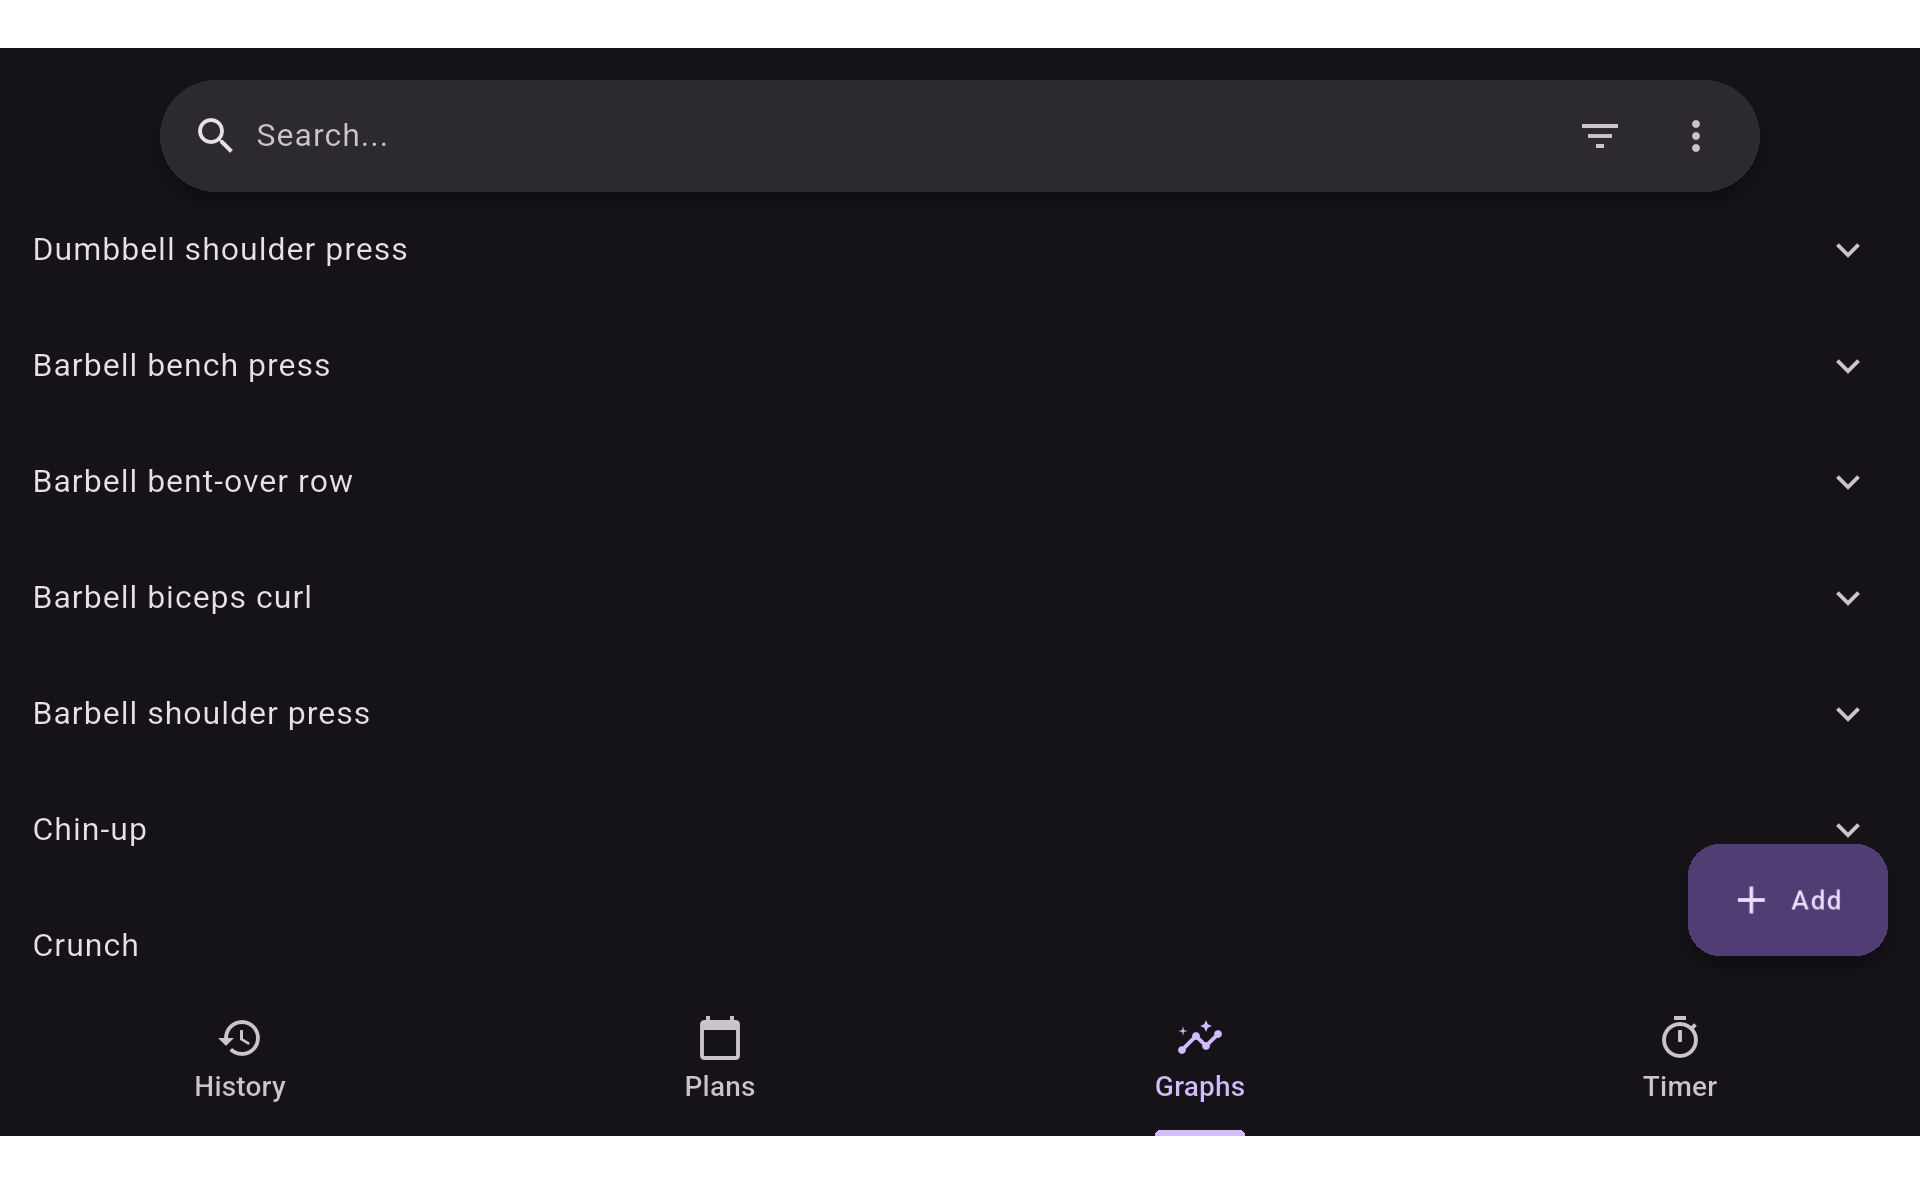 Search...
Dumbbell shoulder press
Barbell bench press
Barbell bent-over row
Barbell biceps curl
Barbell shoulder press
Chin-up
Crunch
Add
History
Plans
Graphs
Timer